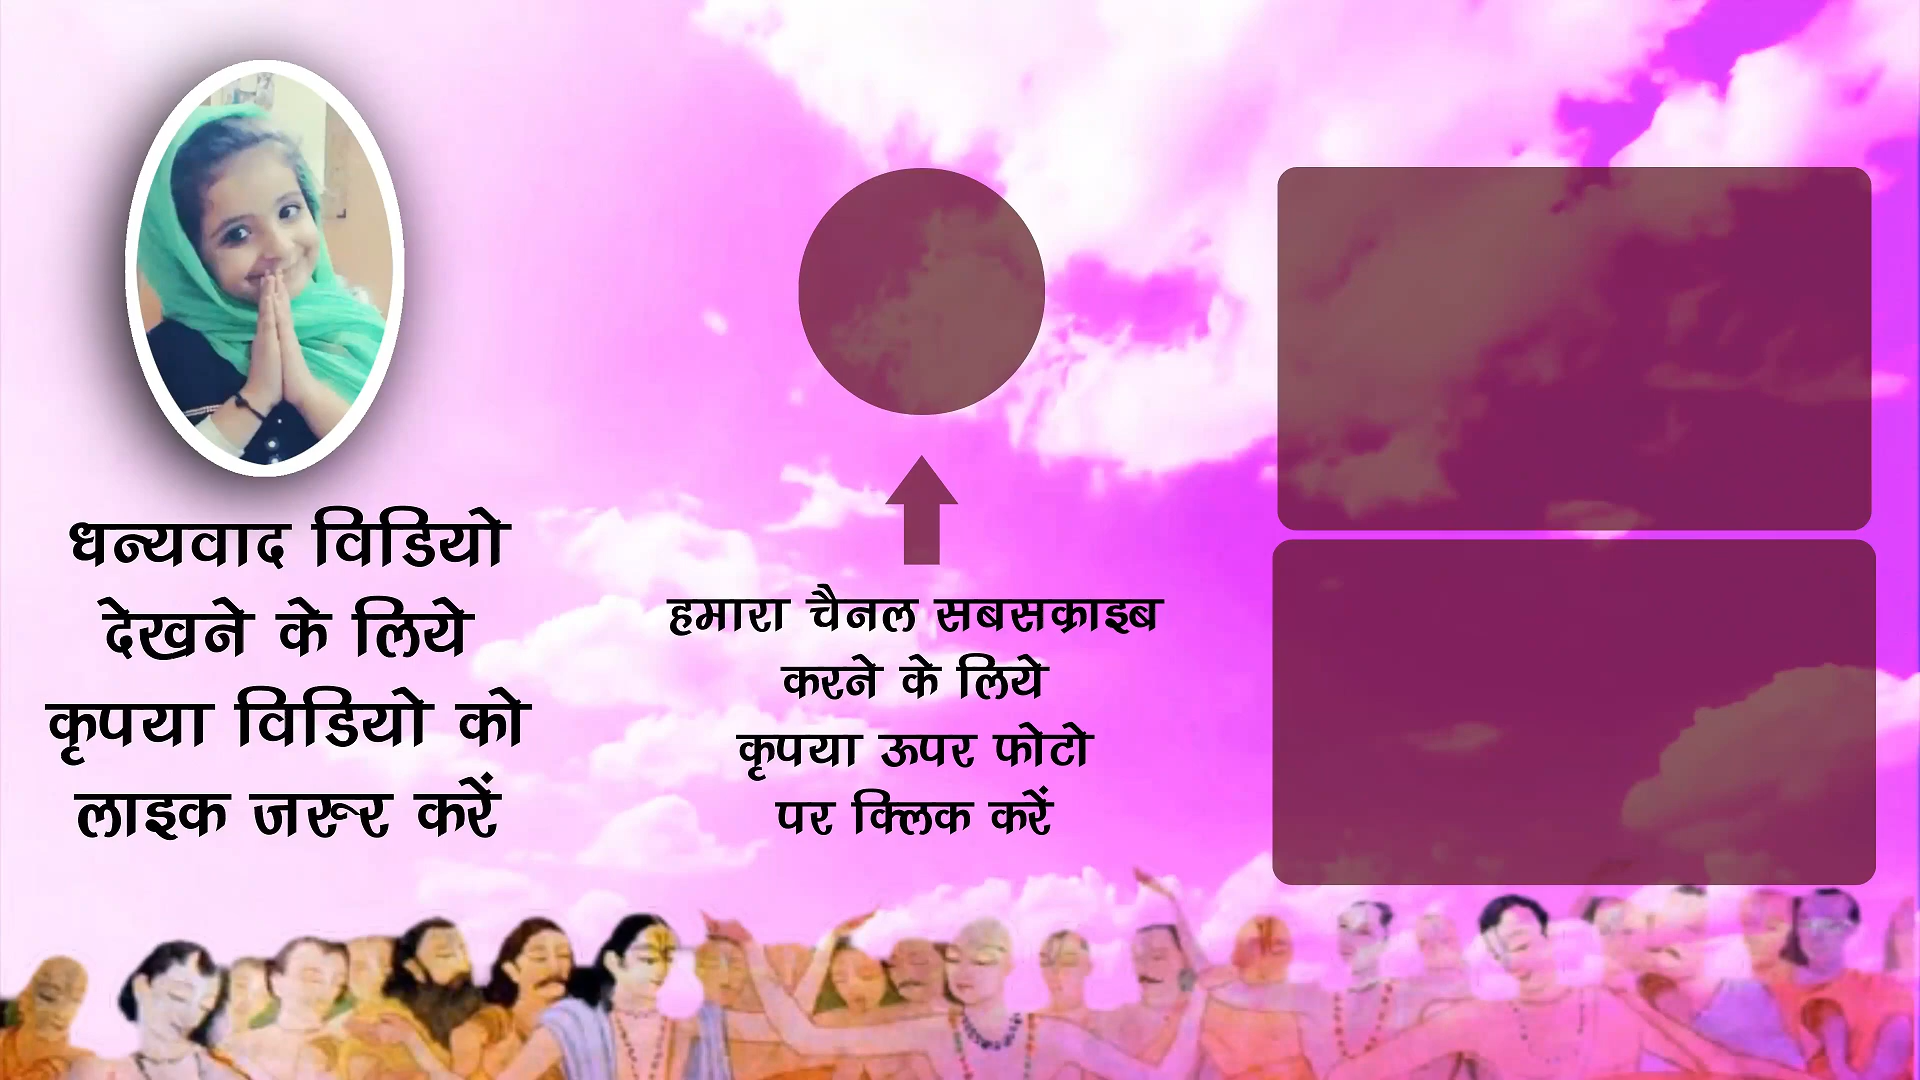 धन्यवाद विडियो
देखने के लिये
कृपया विडियो को
लाइक जरूर करें
हमारा चैनल सबसक्राइब
करने के लिये
कृपया ऊपर फोटो
पर क्लिक करें